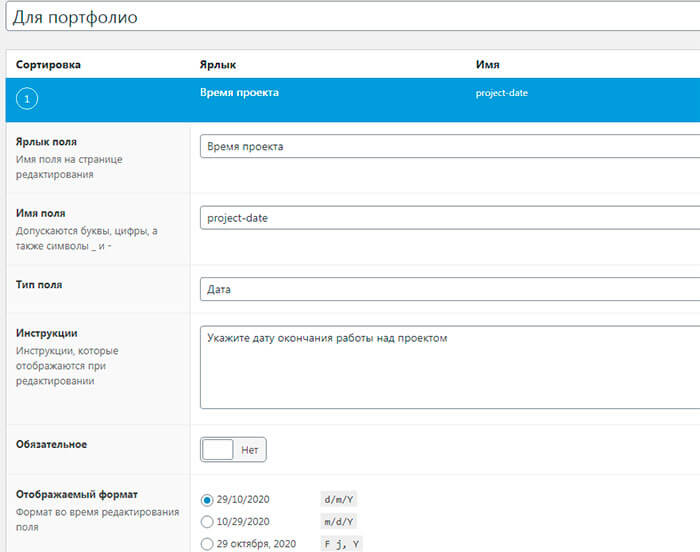 Для портфолио
Сортировка Ярлык Имя
1 Время проекта project-date
Ярлык поля
Имя поля на странице
редактирования
Время проекта
Имя поля
Допускаются буквы, цифры, а
также символы _ и -
project-date
Тип поля
Дата
Инструкции
Инструкции, которые
отображаются при
редактировании
Укажите дату окончания работы над проектом
Обязательное
Нет
Отображаемый формат
Формат во время редактирования
поля
29/10/2020 d/m/Y
10/29/2020 m/d/Y
29 октября, 2020 F j, Y